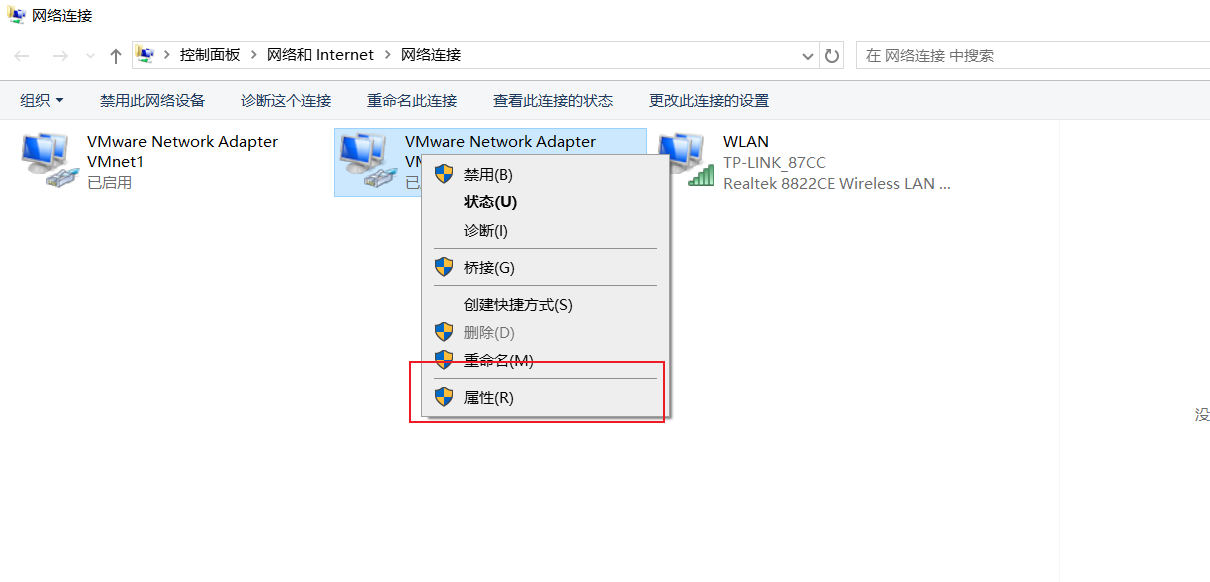 网络连接
控制面板 网络和 Internet 网络连接
在 网络连接 中搜索
组织 禁用此网络设备 诊断这个连接 重命名此连接 查看此连接的状态 更改此连接的设置
VMware Network Adapter
VMnet1
已启用
VMware Network Adapter
禁用(B)
状态(U)
诊断(I)
桥接(G)
创建快捷方式(S)
删除(D)
重命名(M)
属性(R)
WLAN
TP-LINK_87CC
Realtek 8822CE Wireless LAN ...
没